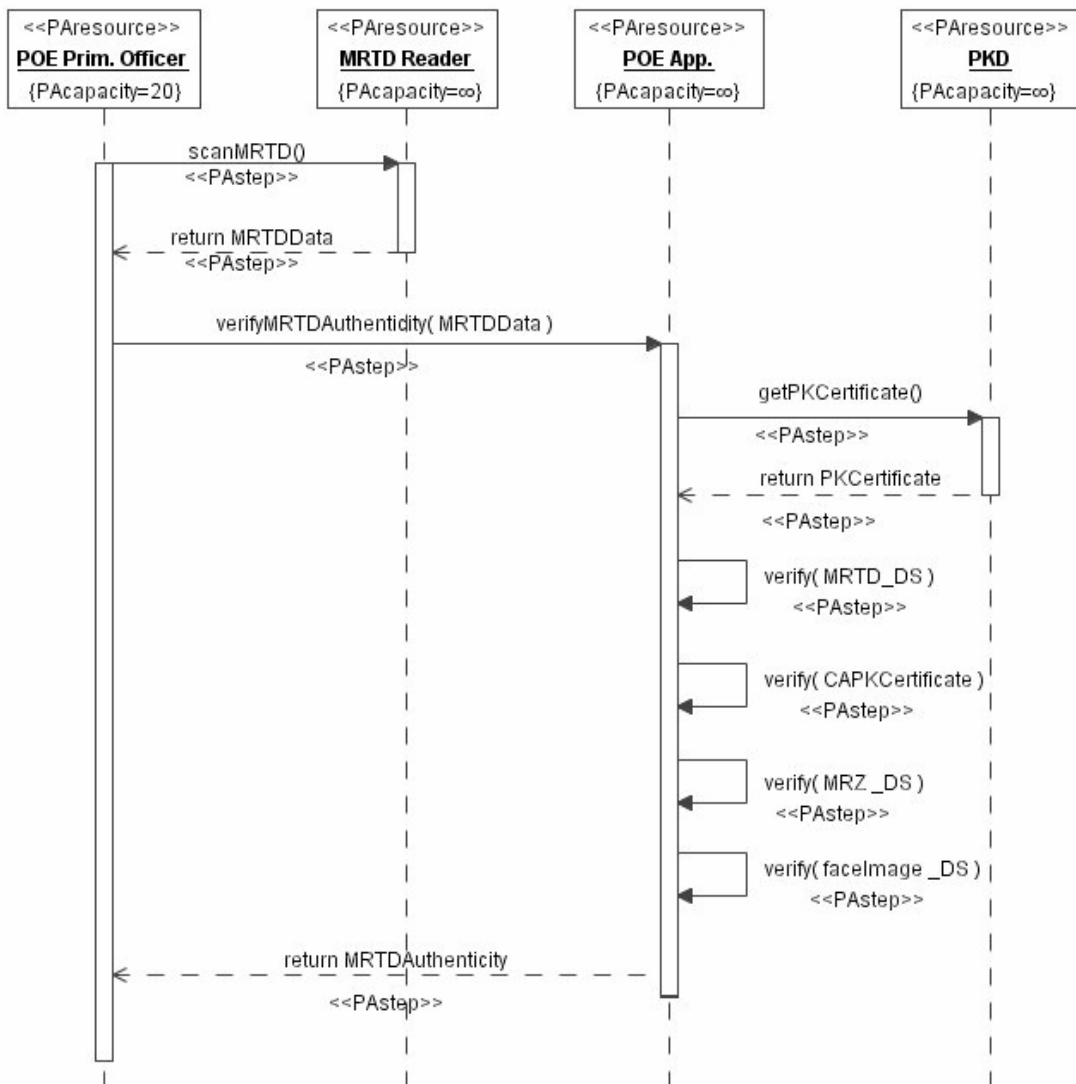 <<PAresource>>
POE Prim. Officer
{PAcapacity=20}
<<PAresource>>
MRTD Reader
{PAcapacity=∞}
<<PAresource>>
POE App.
{PAcapacity=∞}
<<PAresource>>
PKD
{PAcapacity=∞}
scanMRTD()
<<PAstep>>
return MRTDData
<<PAstep>>
verifyMRTDAuthenticity( MRTDData )
<<PAstep>>
getPKCertificate()
<<PAstep>>
return PKCertificate
<<PAstep>>
verify( MRTD_DS )
<<PAstep>>
verify( CAPKCertificate )
<<PAstep>>
verify( MRZ _DS )
<<PAstep>>
verify( faceImage _DS )
<<PAstep>>
return MRTDAuthenticity
<<PAstep>>